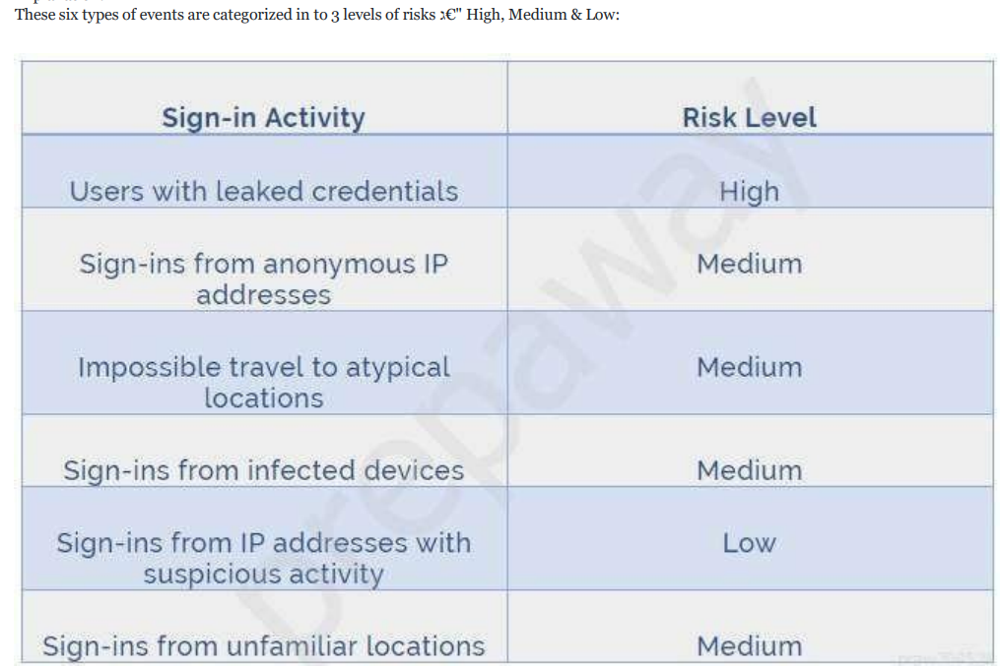 These six types of events are categorized in to 3 levels of risks :€" High, Medium & Low:
Sign-in Activity
Risk Level
Users with leaked credentials
High
Sign-ins from anonymous IP
addresses
Medium
Impossible travel to atypical
locations
Medium
Sign-ins from infected devices
Medium
Sign-ins from IP addresses with
suspicious activity
Low
Sign-ins from unfamiliar locations
Medium
prepaway